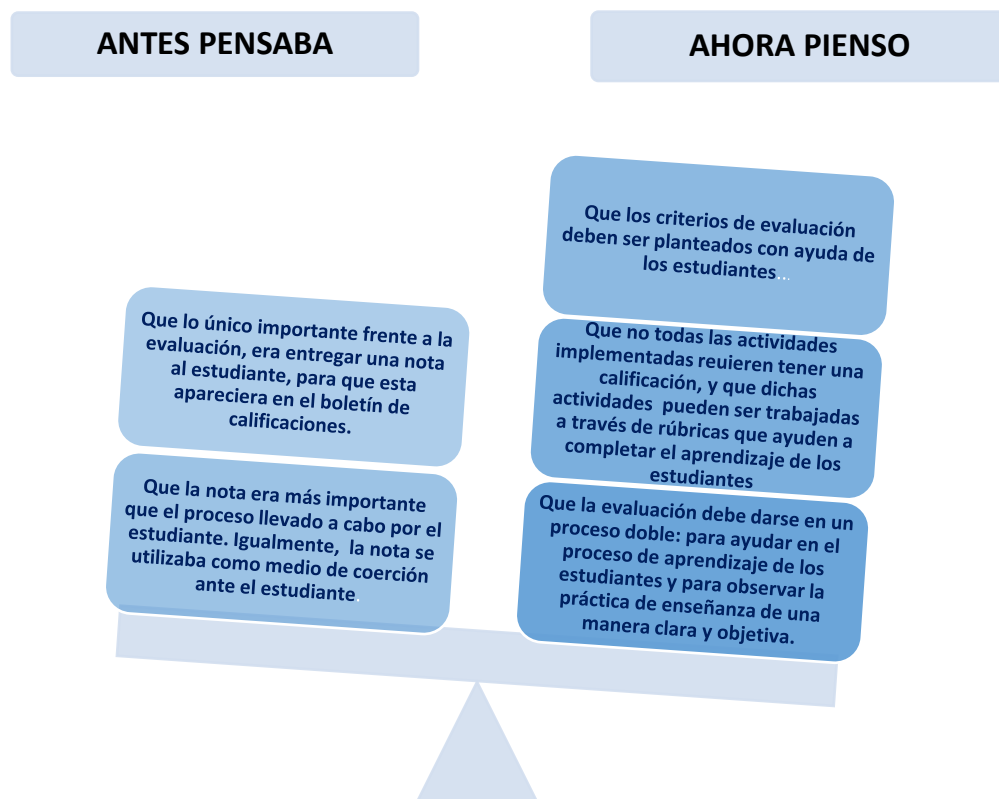 ANTES PENSABA
AHORA PIENSO
Que lo único importante frente a la
evaluación, era entregar una nota
al estudiante, para que esta
apareciera en el boletín de
calificaciones.
Que la nota era más importante
que el proceso llevado a cabo por el
estudiante. Igualmente, la nota se
utilizaba como medio de coerción
ante el estudiante.
Que los criterios de evaluación
deben ser planteados con ayuda de
los estudiantes...
Que no todas las actividades
implementadas reuieren tener una
calificación, y que dichas
actividades pueden ser trabajadas
a través de rúbricas que ayuden a
completar el aprendizaje de los
estudiantes
Que la evaluación debe darse en un
proceso doble: para ayudar en el
proceso de aprendizaje de los
estudiantes y para observar la
práctica de enseñanza de una
manera clara y objetiva.